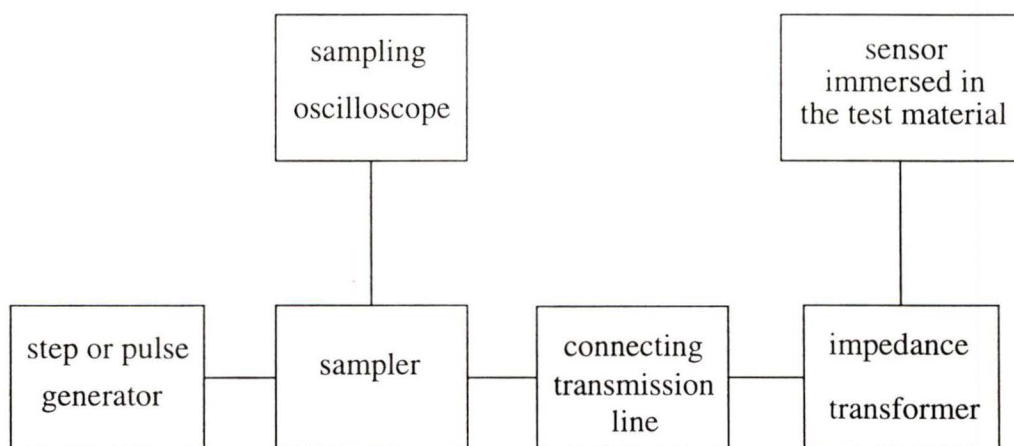 sampling
oscilloscope
sensor
immersed in
the test material
step or pulse
generator
sampler
connecting
transmission
line
impedance
transformer